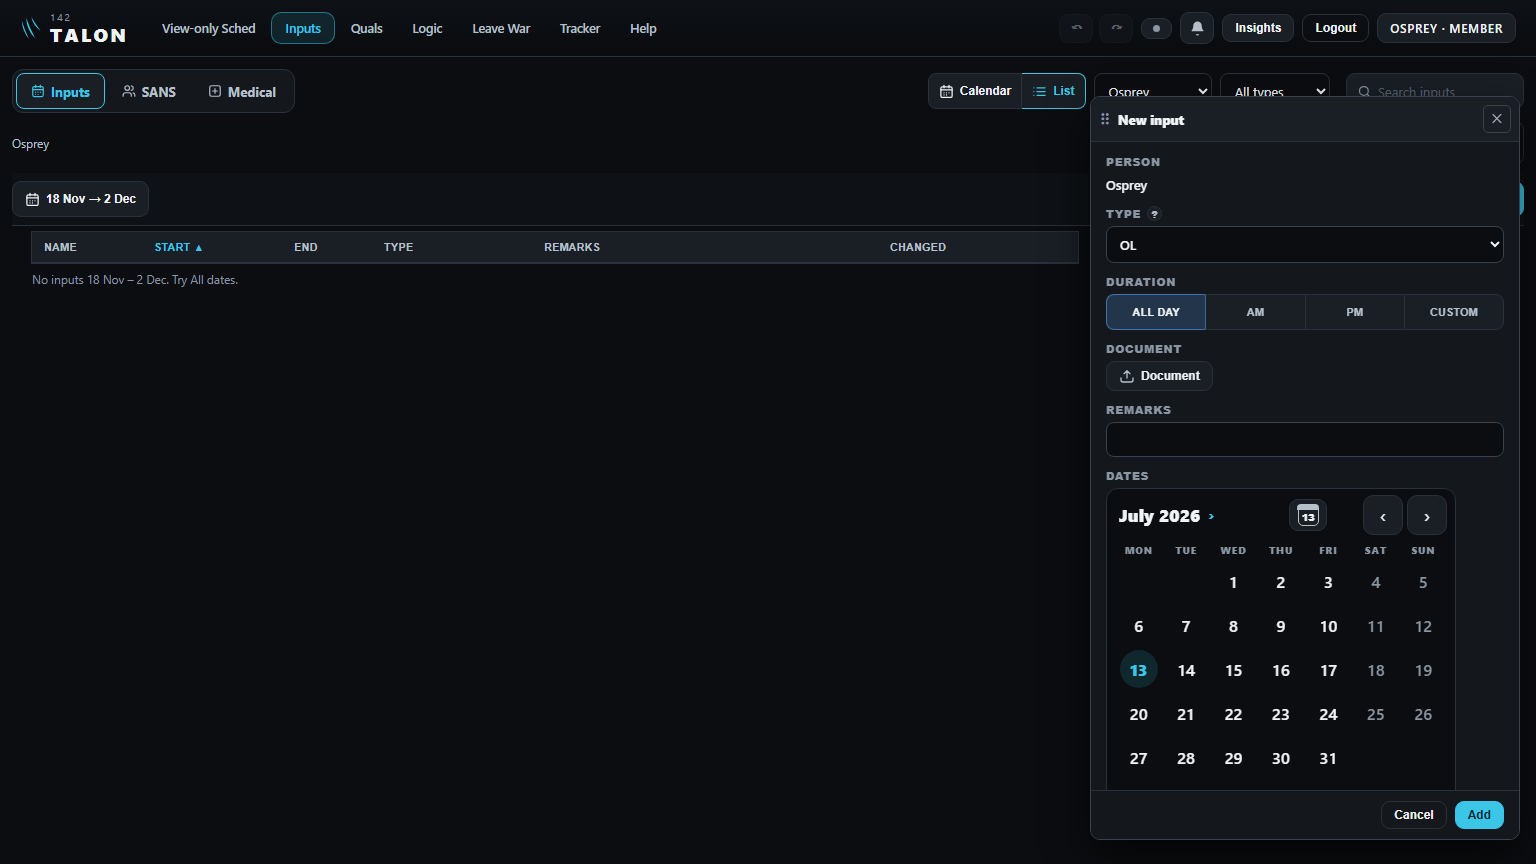 142
TALON
View-only Sched
Inputs
Quals
Logic
Leave War
Tracker
Help
Insights
Logout
OSPREY · MEMBER
Inputs
SANS
Medical
Calendar
List
Osprey
All types
Search inputs
Osprey
18 Nov → 2 Dec
NAME
START ▲
END
TYPE
REMARKS
CHANGED
No inputs 18 Nov – 2 Dec. Try All dates.
New input
PERSON
Osprey
TYPE ?
OL
DURATION
ALL DAY
AM
PM
CUSTOM
DOCUMENT
Document
REMARKS
DATES
July 2026 ›
13
‹ ›
MON TUE WED THU FRI SAT SUN
1 2 3 4 5
6 7 8 9 10 11 12
13 14 15 16 17 18 19
20 21 22 23 24 25 26
27 28 29 30 31
Cancel
Add